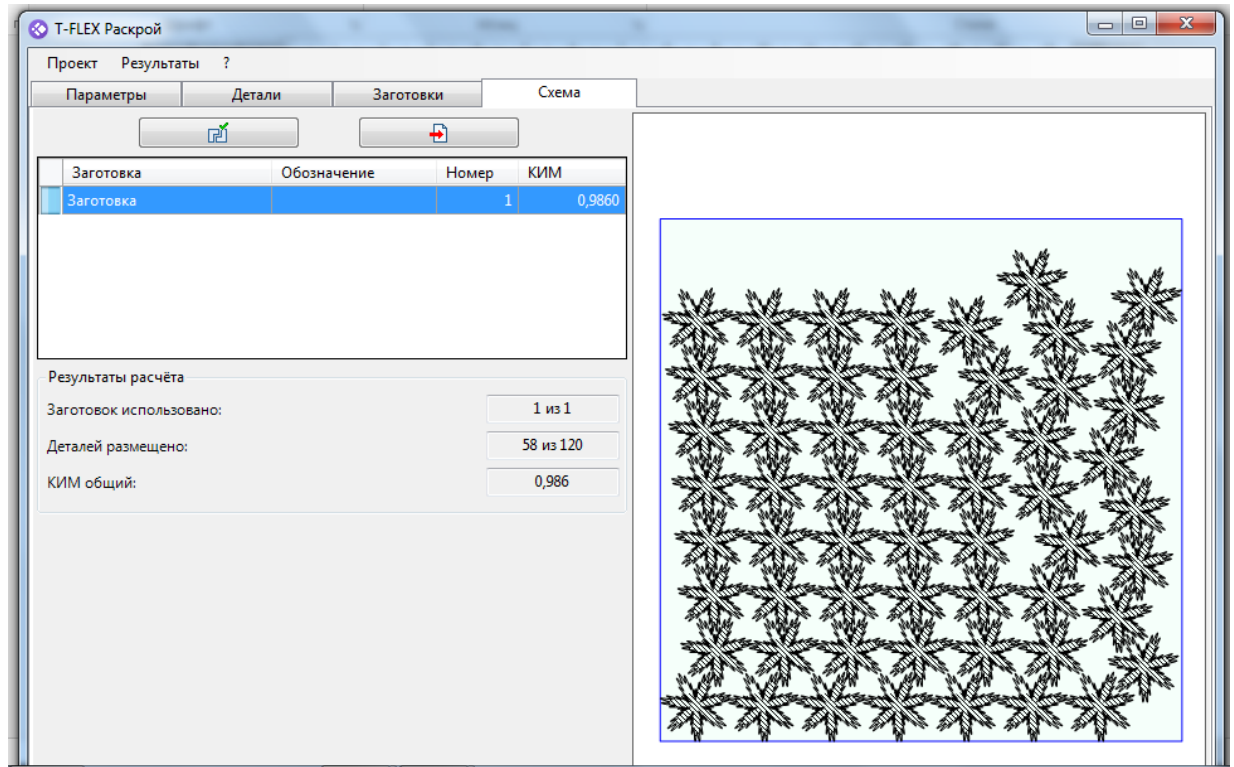 T-FLEX Раскрой
Проект Результаты ?
Параметры Детали Заготовки Схема
Заготовка Обозначение Номер КИМ
Заготовка 1 0,9860
Результаты расчёта
Заготовок использовано: 1 из 1
Деталей размещено: 58 из 120
КИМ общий: 0,986